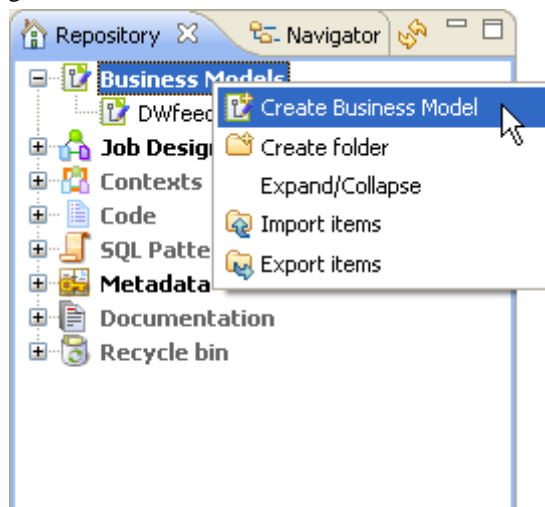 Repository Navigator
Business Models
DWfeed
Create Business Model
Job Desig
Create folder
Contexts
Expand/Collapse
Code
Import items
SQL Patte
Export items
Metadata
Documentation
Recycle bin